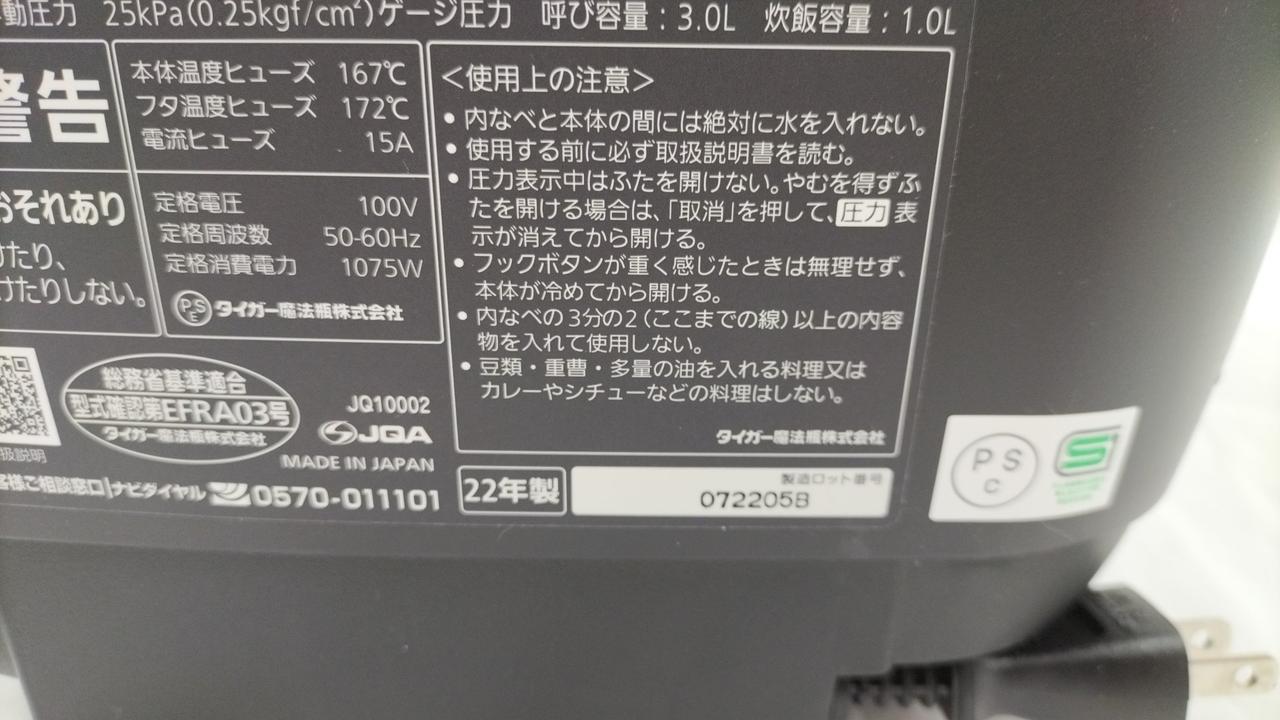 動圧力 25kPa(0.25kgf/cm²)ゲージ圧力 呼び容量:3.0L 炊飯容量:1.0L
警告
おそれあり
けたり、
けたりしない。
本体温度ヒューズ 167℃
フタ温度ヒューズ 172℃
電流ヒューズ 15A
定格電圧 100V
定格周波数 50-60Hz
定格消費電力 1075W
PSE タイガー魔法瓶株式会社
<使用上の注意>
• 内なべと本体の間には絶対に水を入れない。
• 使用する前に必ず取扱説明書を読む。
• 圧力表示中はふたを開けない。やむを得ずふ
たを開ける場合は、「取消」を押して、圧力表
示が消えてから開ける。
• フックボタンが重く感じたときは無理せず、
本体が冷めてから開ける。
• 内なべの3分の2(ここまでの線)以上の内容
物を入れて使用しない。
• 豆類・重曹・多量の油を入れる料理又は
カレーやシチューなどの料理はしない。
タイガー魔法瓶株式会社
扱説明
総務省基準適合
型式確認第EFRA03号
タイガー魔法瓶株式会社
JQ10002
JQA
MADE IN JAPAN
客様ご相談窓口|ナビダイヤル 0570-011101
22年製
製造ロット番号
072205B
PS
C